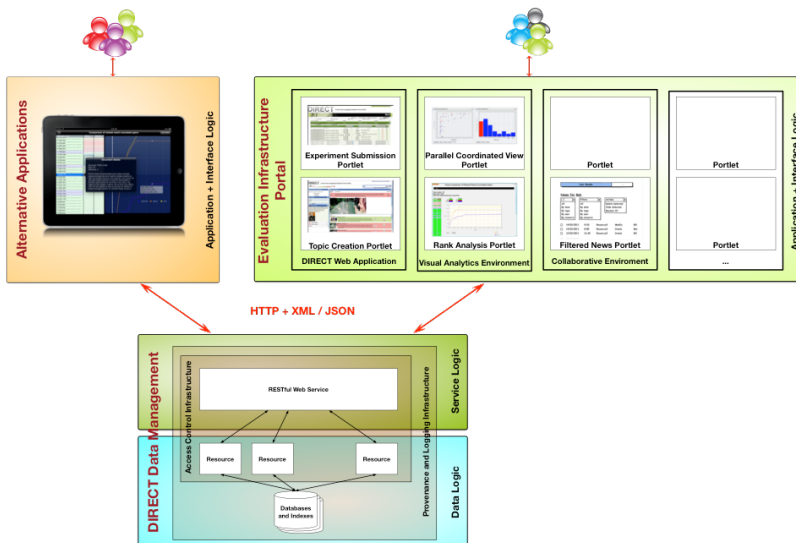 Alternative Applications
Application + Interface Logic
Evaluation Infrastructure
Portal
DIRECT
Experiment Submission
Portlet
Topic Creation Portlet
DIRECT Web Application
Parallel Coordinated View
Portlet
Rank Analysis Portlet
Visual Analytics Environment
Portlet
Filtered News Portlet
Collaborative Enviroment
Portlet
Portlet
...
Application + Interface Logic
HTTP + XML / JSON
DIRECT Data Management
Access Control Infrastructure
RESTful Web Service
Resource
Resource
Resource
Databases
and Indexes
Provenance and Logging Infrastructure
Service Logic
Data Logic